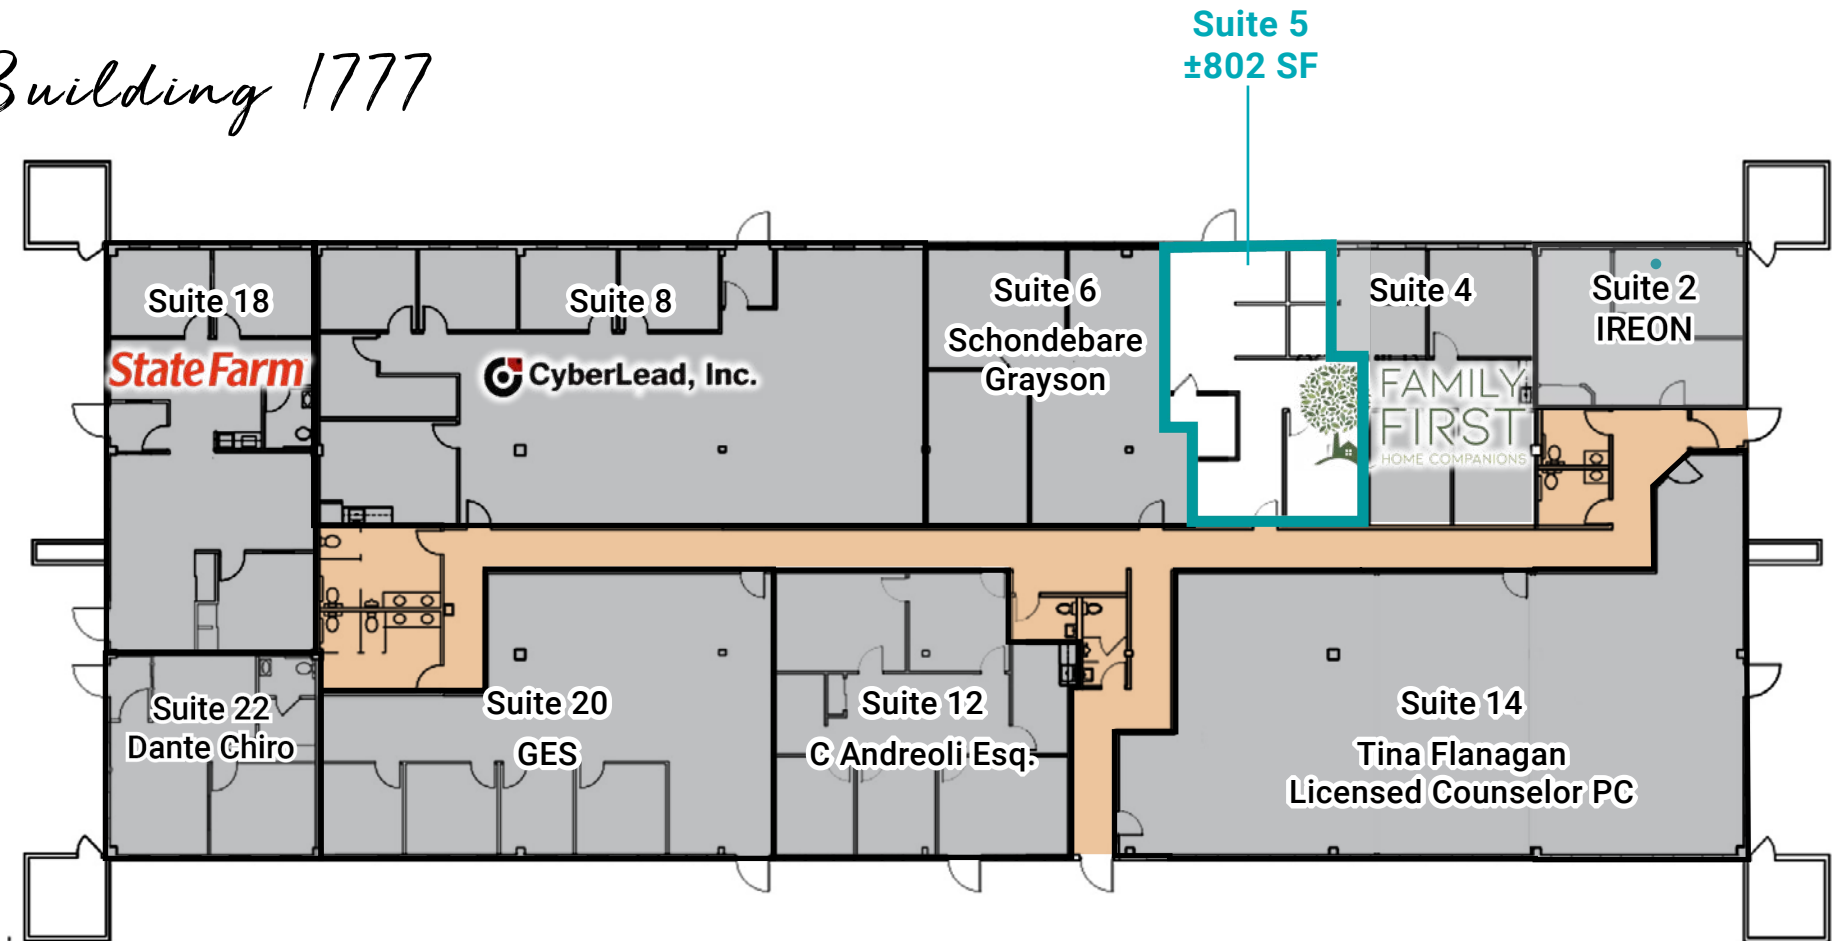 Building 1777
Suite 5
±802 SF
Suite 18
StateFarm
Suite 8
CyberLead, Inc.
Suite 6
Schondebare
Grayson
Suite 4
FAMILY
FIRST
HOME COMPANIONS
Suite 2
IREON
Suite 22
Dante Chiro
Suite 20
GES
Suite 12
C Andreoli Esq.
Suite 14
Tina Flanagan
Licensed Counselor PC